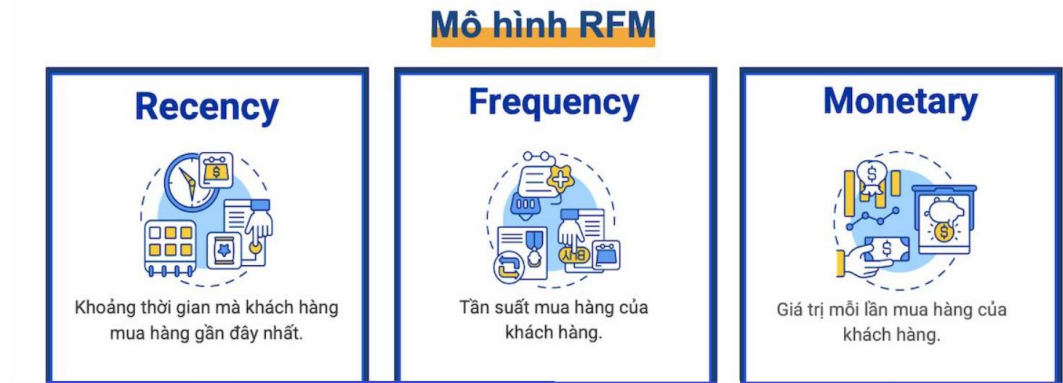 Mô hình RFM
Recency
Khoảng thời gian mà khách hàng
mua hàng gần đây nhất.
Frequency
BUY
Tần suất mua hàng của
khách hàng.
Monetary
Giá trị mỗi lần mua hàng của
khách hàng.